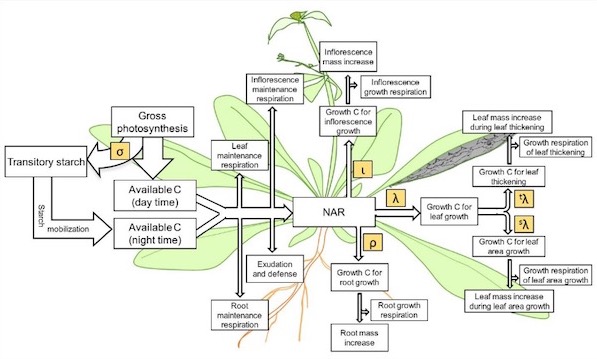 Inflorescence
mass increase
Inflorescence
maintenance
respiration
Inflorescence
growth respiration
Gross
photosynthesis
Growth C for
inflorescence
growth
Leaf mass increase
during leaf thickening
Growth respiration
of leaf thickening
σ
Transitory starch
Leaf
maintenance
respiration
ι
Growth C for leaf
thickening
Available C
(day time)
NAR
λ
Growth C for
leaf growth
ᵗλ
ˢλ
Starch
mobilization
Available C
(night time)
ρ
Growth C for leaf
area growth
Exudation
and defense
Growth C for
root growth
Growth respiration
of leaf area growth
Root
maintenance
respiration
Root growth
respiration
Leaf mass increase
during leaf area growth
Root mass
increase